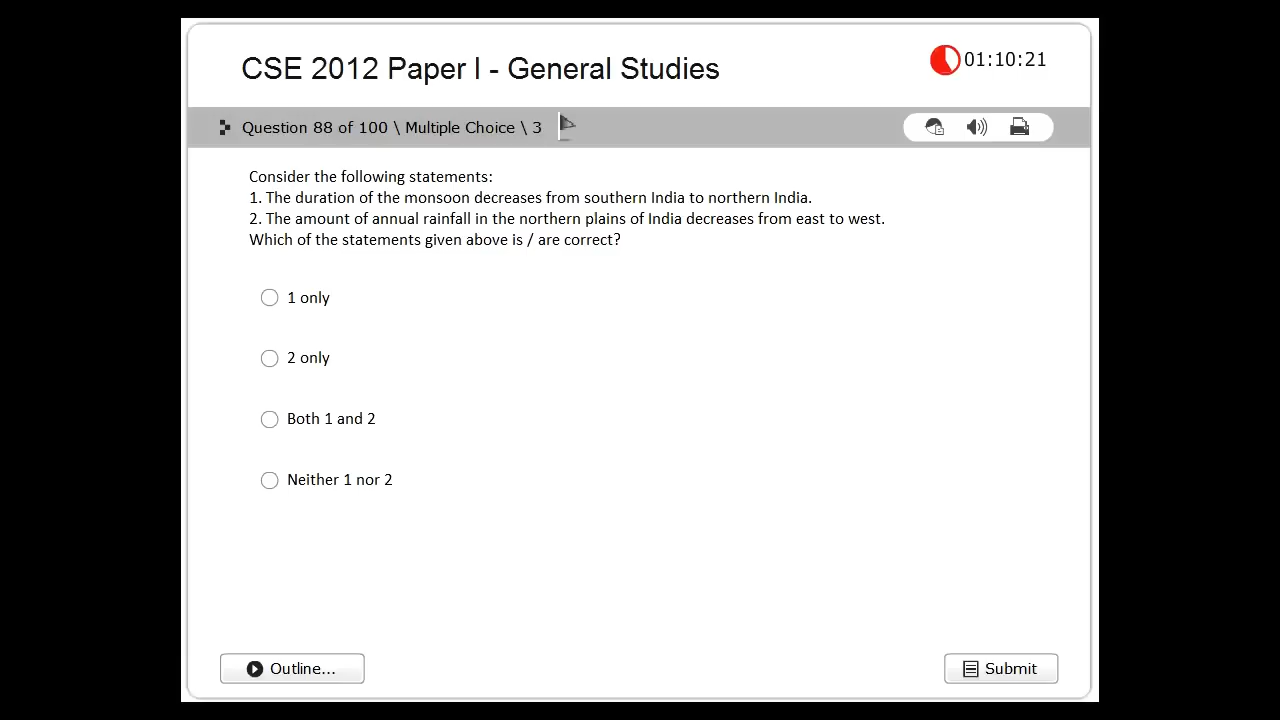 CSE 2012 Paper I - General Studies
01:10:21
Question 88 of 100 \ Multiple Choice \ 3
Consider the following statements:
1. The duration of the monsoon decreases from southern India to northern India.
2. The amount of annual rainfall in the northern plains of India decreases from east to west.
Which of the statements given above is / are correct?
1 only
2 only
Both 1 and 2
Neither 1 nor 2
Outline...
Submit